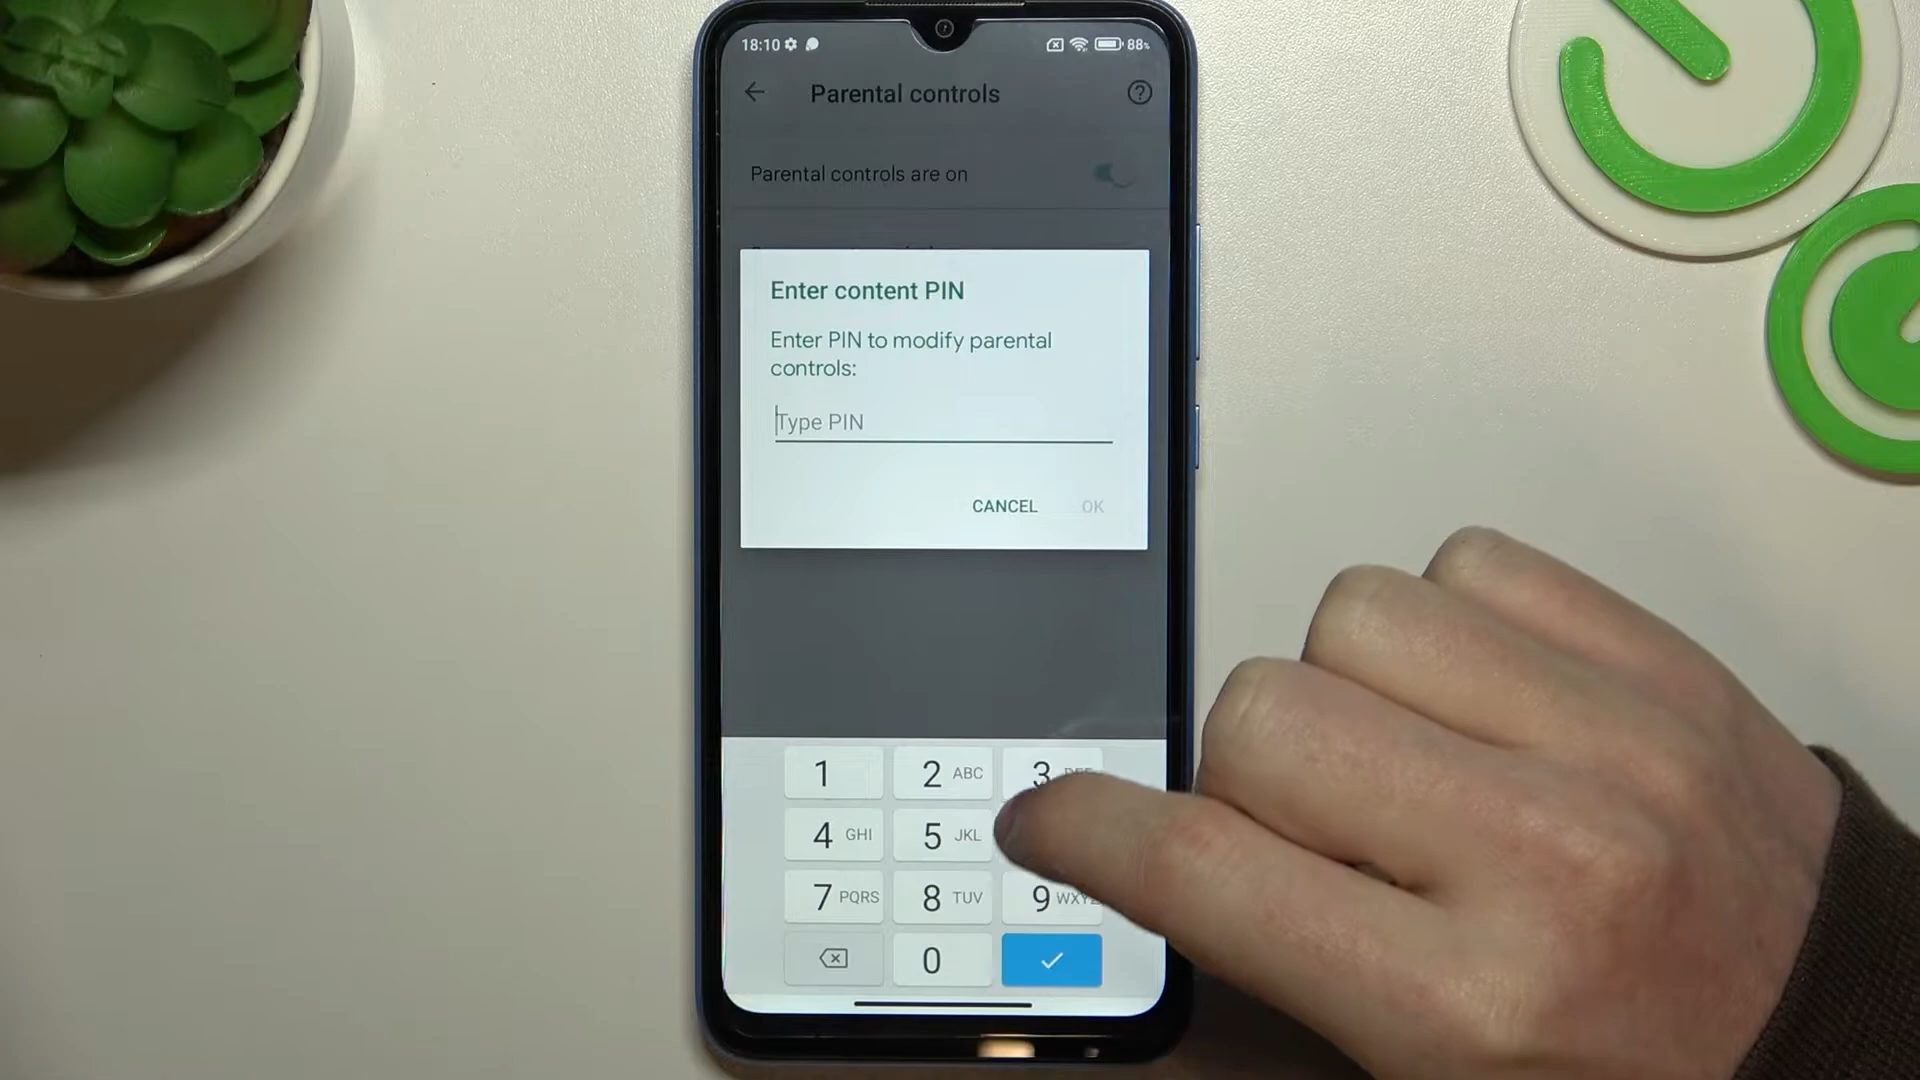 18:10 88%
Parental controls
Parental controls are on
Enter content PIN
Enter PIN to modify parental
controls:
Type PIN
CANCEL OK
1 2 ABC 3
4 GHI 5 JKL
7 PQRS 8 TUV 9 WXYZ
0